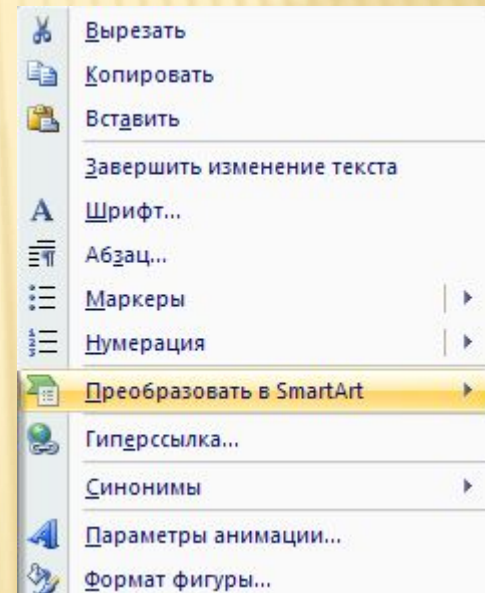 Вырезать
Копировать
Вставить
Завершить изменение текста
Шрифт...
Абзац...
Маркеры
Нумерация
Преобразовать в SmartArt
Гиперссылка...
Синонимы
Параметры анимации...
Формат фигуры...